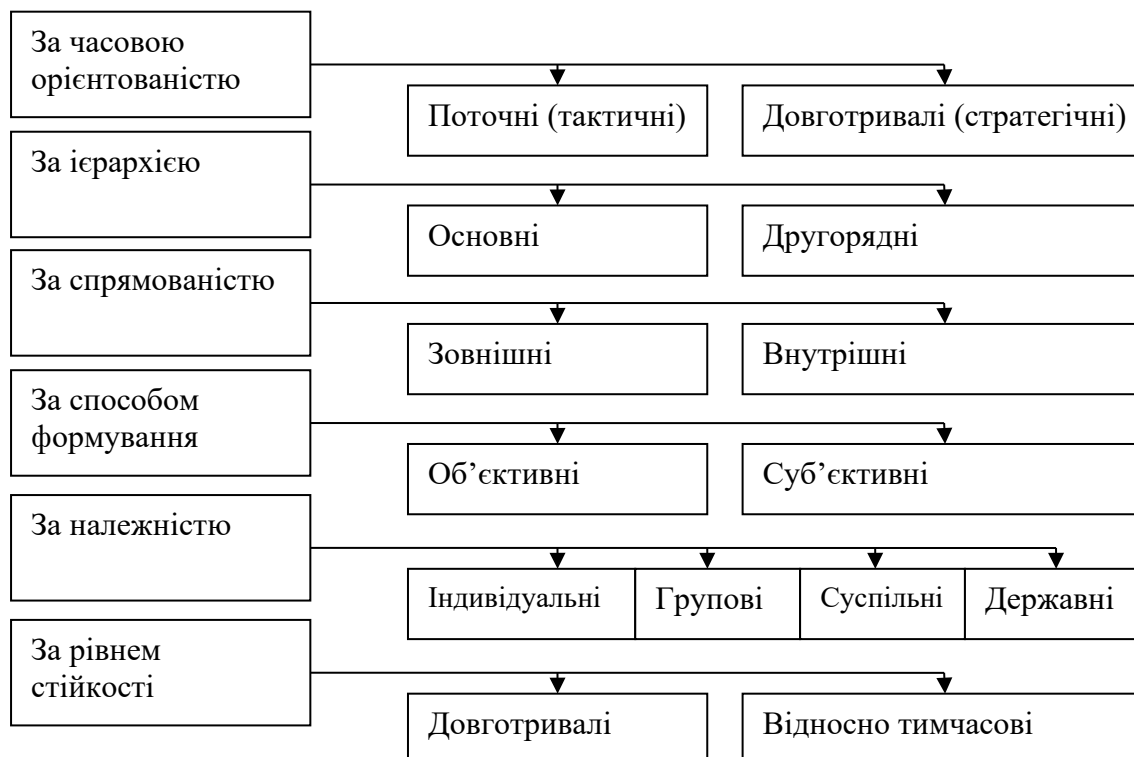 За часовою
орієнтованістю
Поточні (тактичні)
Довготривалі (стратегічні)
За ієрархією
Основні
Другорядні
За спрямованістю
Зовнішні
Внутрішні
За способом
формування
Об’єктивні
Суб’єктивні
За належністю
Індивідуальні
Групові
Суспільні
Державні
За рівнем
стійкості
Довготривалі
Відносно тимчасові